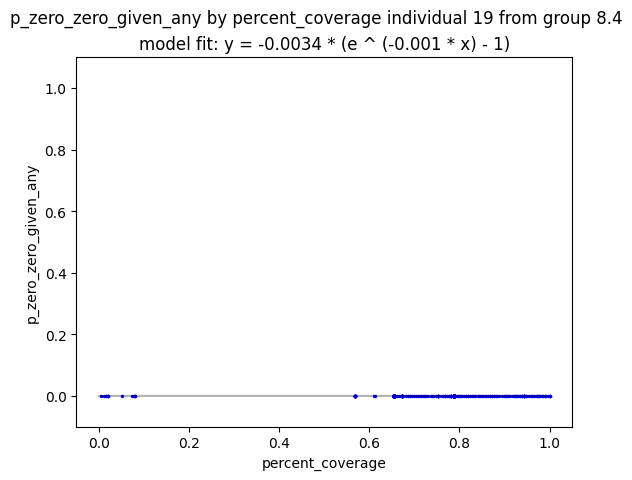 p_zero_zero_given_any by percent_coverage individual 19 from group 8.4
model fit: y = -0.0034 * (e ^ (-0.001 * x) - 1)
1.0
0.8
0.6
0.4
0.2
0.0
p_zero_zero_given_any
0.0 0.2 0.4 0.6 0.8 1.0
percent_coverage